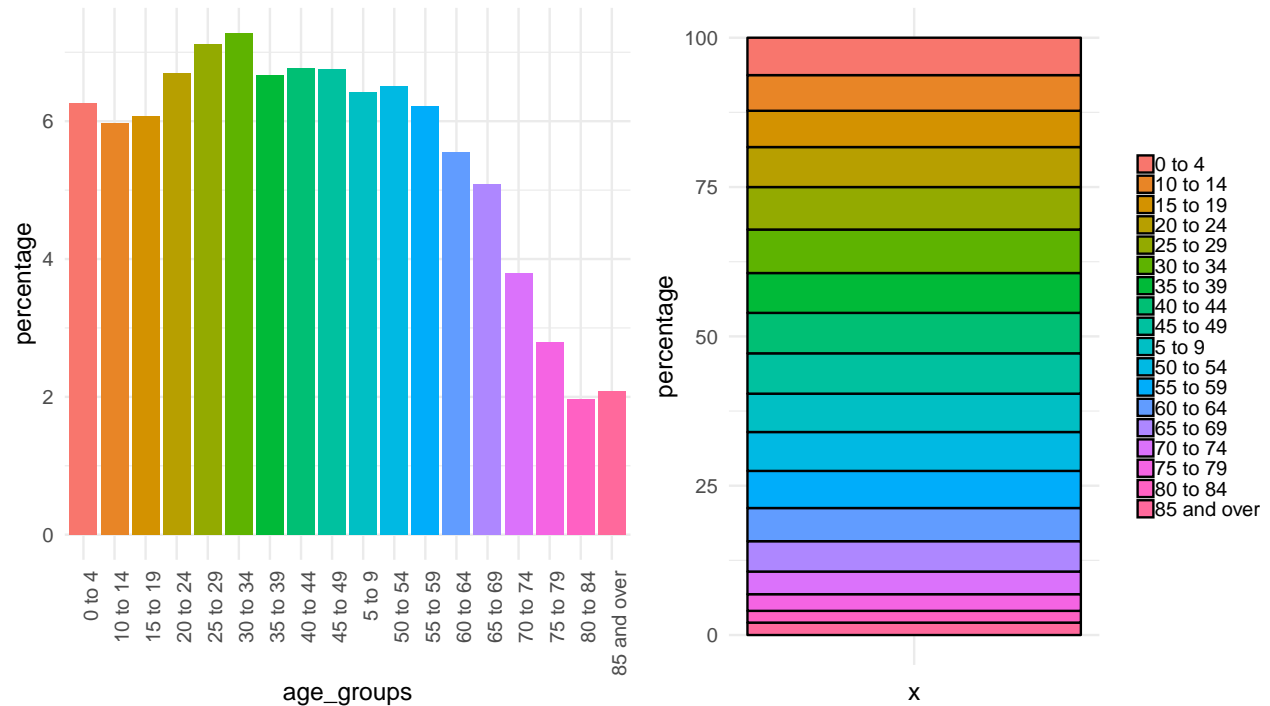 percentage
6
4
2
0
0 to 4
10 to 14
15 to 19
20 to 24
25 to 29
30 to 34
35 to 39
40 to 44
45 to 49
5 to 9
50 to 54
55 to 59
60 to 64
65 to 69
70 to 74
75 to 79
80 to 84
85 and over
age_groups
percentage
100
75
50
25
0
x
0 to 4
10 to 14
15 to 19
20 to 24
25 to 29
30 to 34
35 to 39
40 to 44
45 to 49
5 to 9
50 to 54
55 to 59
60 to 64
65 to 69
70 to 74
75 to 79
80 to 84
85 and over